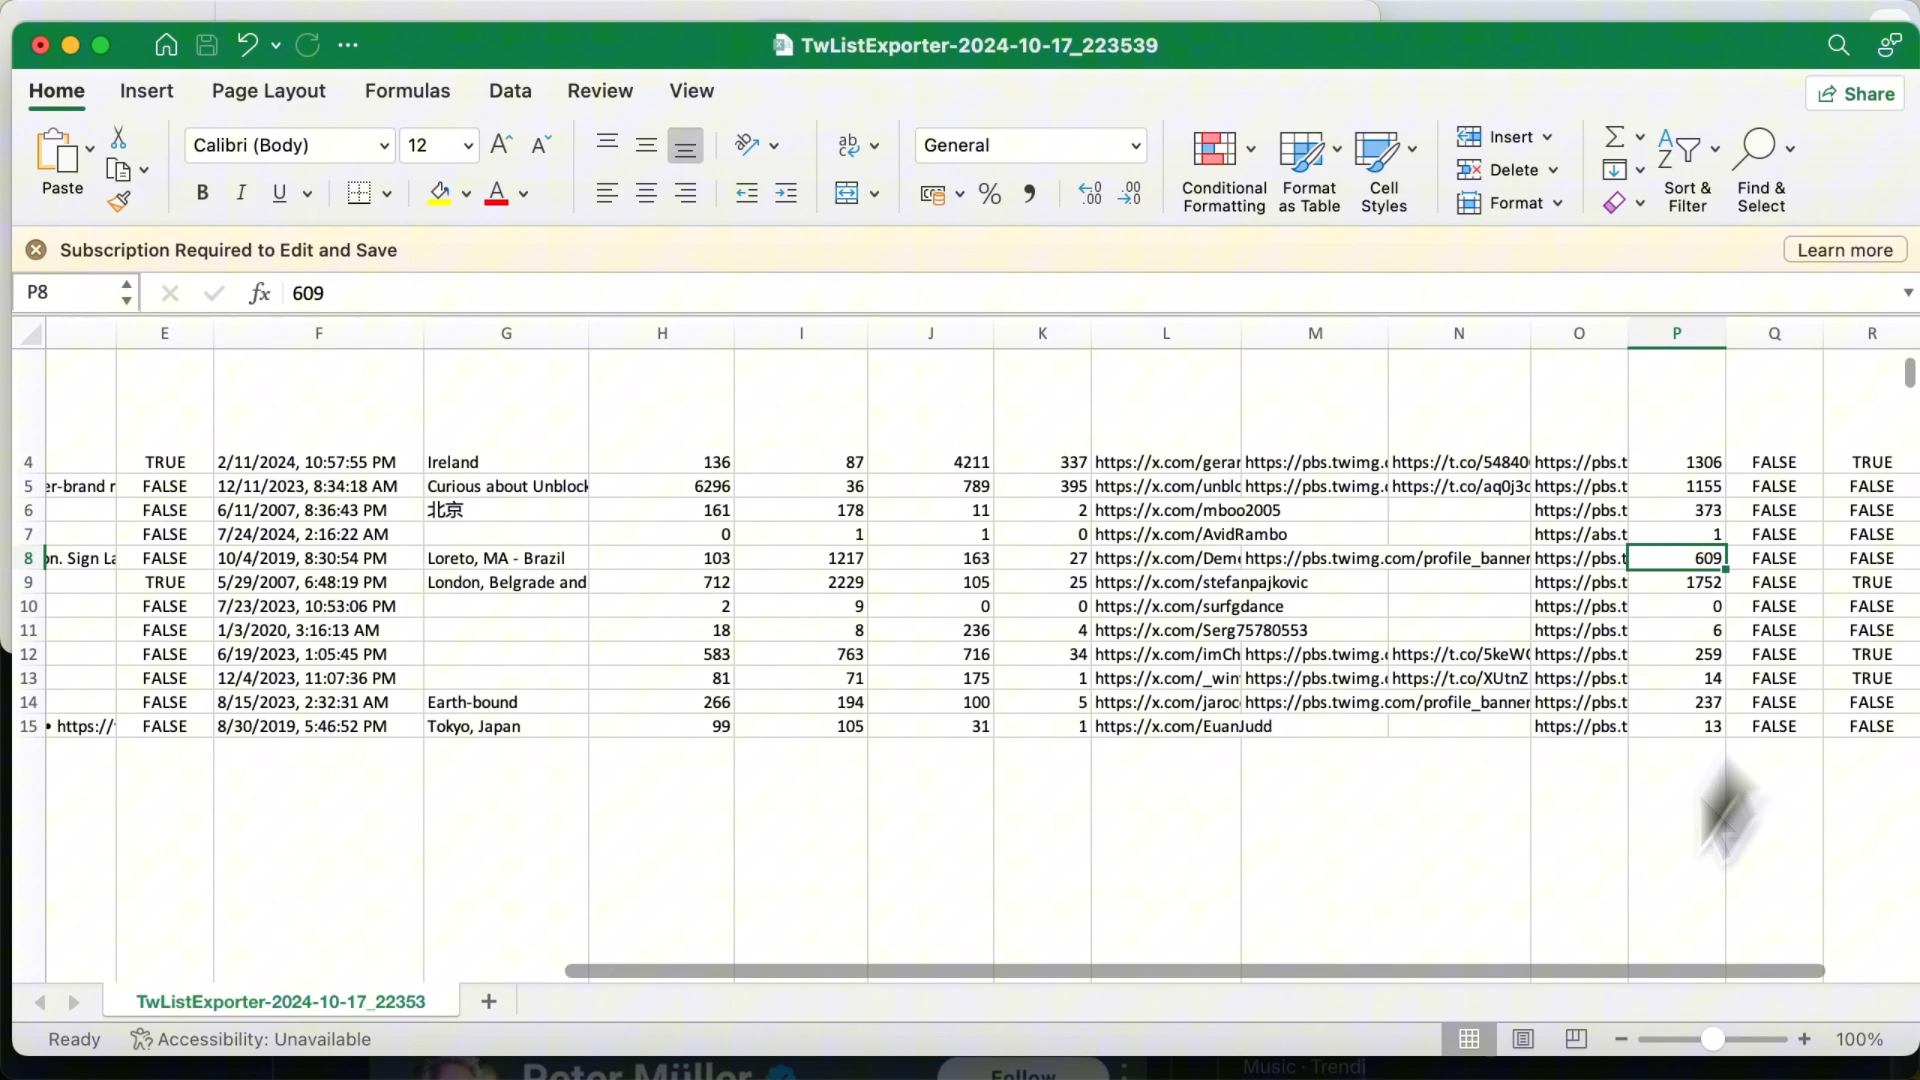 TwListExporter-2024-10-17_223539
Home Insert Page Layout Formulas Data Review View Share
Paste Calibri (Body) 12 General Conditional Formatting Format as Table Cell Styles Insert Delete Format Sort & Filter Find & Select
Subscription Required to Edit and Save Learn more
P8 fx 609
E F G H I J K L M N O P Q R
4 TRUE 2/11/2024, 10:57:55 PM Ireland 136 87 4211 337 https://x.com/gerar https://pbs.twimg. https://t.co/54840 https://pbs.t 1306 FALSE TRUE
5 er-brand r FALSE 12/11/2023, 8:34:18 AM Curious about Unblock 6296 36 789 395 https://x.com/unblo https://pbs.twimg. https://t.co/aq0j3c https://pbs.t 1155 FALSE FALSE
6 FALSE 6/11/2007, 8:36:43 PM 北京 161 178 11 2 https://x.com/mboo2005 https://pbs.t 373 FALSE FALSE
7 FALSE 7/24/2024, 2:16:22 AM 0 1 1 0 https://x.com/AvidRambo https://abs.t 1 FALSE FALSE
8 on. Sign La FALSE 10/4/2019, 8:30:54 PM Loreto, MA - Brazil 103 1217 163 27 https://x.com/Dem https://pbs.twimg.com/profile_banner https://pbs.t 609 FALSE FALSE
9 TRUE 5/29/2007, 6:48:19 PM London, Belgrade and 712 2229 105 25 https://x.com/stefanpajkovic https://pbs.t 1752 FALSE TRUE
10 FALSE 7/23/2023, 10:53:06 PM 2 9 0 0 https://x.com/surfgdance https://pbs.t 0 FALSE FALSE
11 FALSE 1/3/2020, 3:16:13 AM 18 8 236 4 https://x.com/Serg75780553 https://pbs.t 6 FALSE FALSE
12 FALSE 6/19/2023, 1:05:45 PM 583 763 716 34 https://x.com/imCh https://pbs.twimg. https://t.co/5keW https://pbs.t 259 FALSE TRUE
13 FALSE 12/4/2023, 11:07:36 PM 81 71 175 1 https://x.com/_win https://pbs.twimg. https://t.co/XUtnZ https://pbs.t 14 FALSE TRUE
14 FALSE 8/15/2023, 2:32:31 AM Earth-bound 266 194 100 5 https://x.com/jaroc https://pbs.twimg.com/profile_banner https://pbs.t 237 FALSE FALSE
15 • https:// FALSE 8/30/2019, 5:46:52 PM Tokyo, Japan 99 105 31 1 https://x.com/EuanJudd https://pbs.t 13 FALSE FALSE
TwListExporter-2024-10-17_22353
Ready Accessibility: Unavailable 100%
Peter Müller Follow Music · Trendi